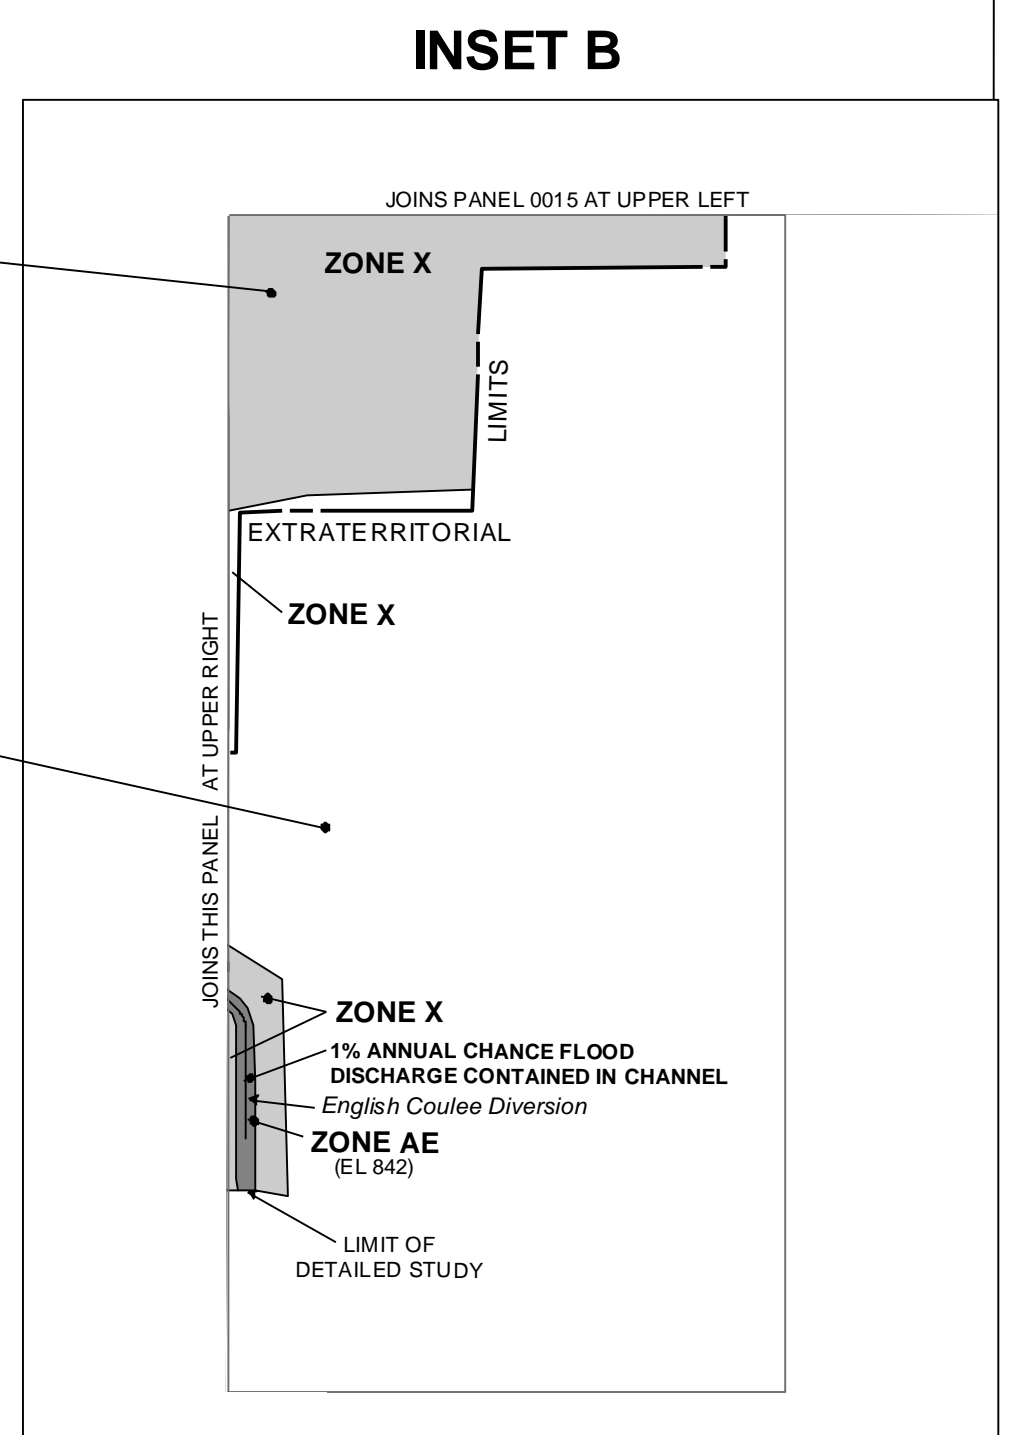 INSET B
JOINS PANEL 0015 AT UPPER LEFT
ZONE X
LIMITS
EXTRATERRITORIAL
ZONE X
JOINS THIS PANEL AT UPPER RIGHT
ZONE X
1% ANNUAL CHANCE FLOOD
DISCHARGE CONTAINED IN CHANNEL
English Coulee Diversion
ZONE AE
(EL 842)
LIMIT OF
DETAILED STUDY